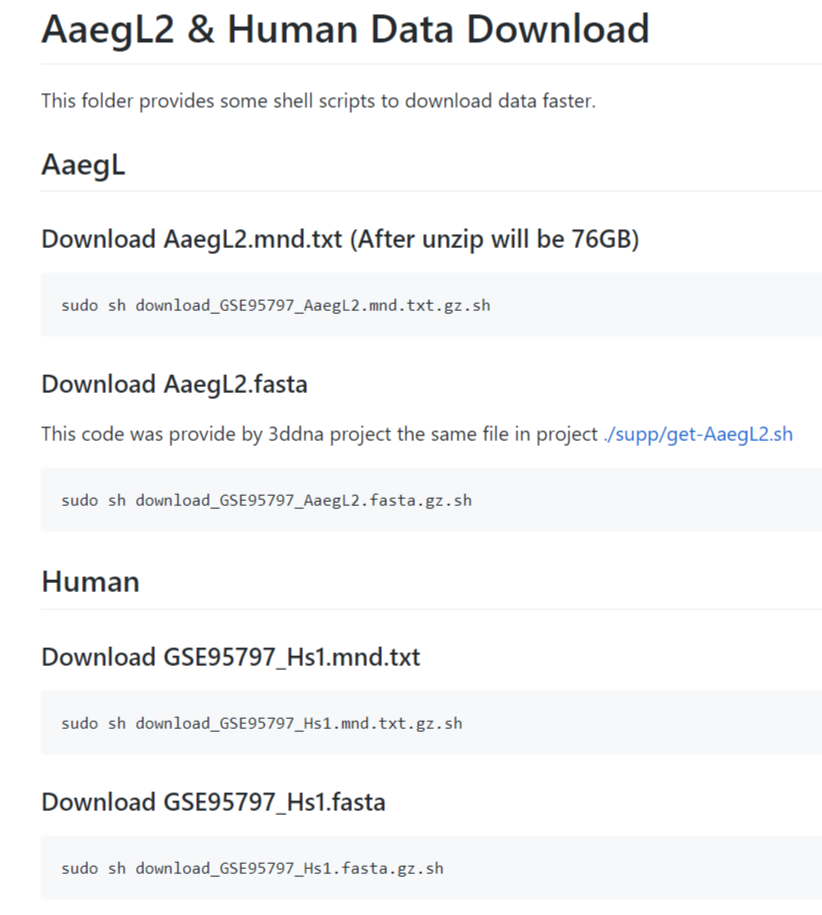 AaegL2 & Human Data Download
This folder provides some shell scripts to download data faster.
AaegL
Download AaegL2.mnd.txt (After unzip will be 76GB)
sudo sh download_GSE95797_AaegL2.mnd.txt.gz.sh
Download AaegL2.fasta
This code was provide by 3ddna project the same file in project ./supp/get-AaegL2.sh
sudo sh download_GSE95797_AaegL2.fasta.gz.sh
Human
Download GSE95797_Hs1.mnd.txt
sudo sh download_GSE95797_Hs1.mnd.txt.gz.sh
Download GSE95797_Hs1.fasta
sudo sh download_GSE95797_Hs1.fasta.gz.sh